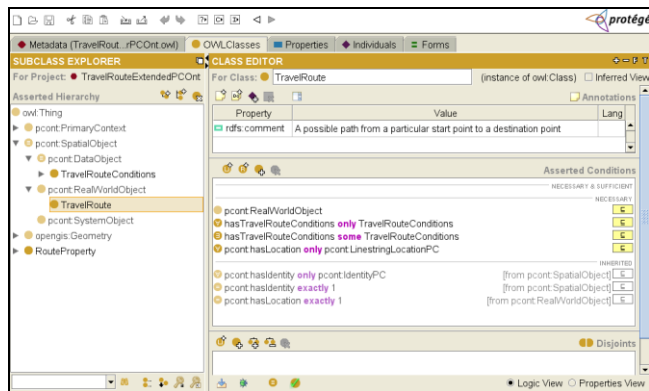 protégé
Metadata (TravelRout...rPCOnt.owl) OWLClasses Properties Individuals Forms
SUBCLASS EXPLORER
For Project: TravelRouteExtendedPCOnt
Asserted Hierarchy
owl:Thing
pcont:PrimaryContext
pcont:SpatialObject
pcont:DataObject
TravelRouteConditions
pcont:RealWorldObject
TravelRoute
pcont:SystemObject
opengis:Geometry
RouteProperty
CLASS EDITOR
For Class: TravelRoute (instance of owl:Class) Inferred View
Annotations
Property Value Lang
rdfs:comment A possible path from a particular start point to a destination point
Asserted Conditions
NECESSARY & SUFFICIENT
NECESSARY
pcont:RealWorldObject
hasTravelRouteConditions only TravelRouteConditions
hasTravelRouteConditions some TravelRouteConditions
pcont:hasLocation only pcont:LinestringLocationPC
INHERITED
pcont:hasIdentity only pcont:IdentityPC [from pcont:SpatialObject]
pcont:hasIdentity exactly 1 [from pcont:SpatialObject]
pcont:hasLocation exactly 1 [from pcont:RealWorldObject]
Disjoints
Logic View Properties View